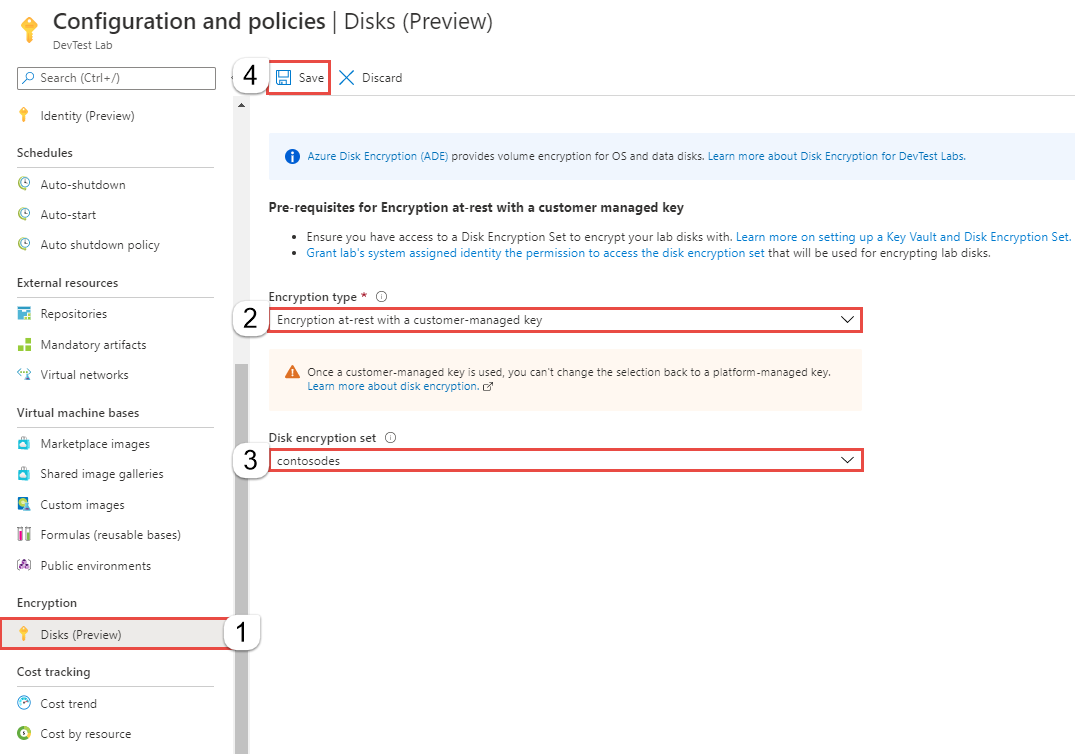 Configuration and policies | Disks (Preview)
DevTest Lab
Search (Ctrl+/)
Identity (Preview)
Schedules
Auto-shutdown
Auto-start
Auto shutdown policy
External resources
Repositories
Mandatory artifacts
Virtual networks
Virtual machine bases
Marketplace images
Shared image galleries
Custom images
Formulas (reusable bases)
Public environments
Encryption
Disks (Preview)
1
Cost tracking
Cost trend
Cost by resource
4
Save
Discard
Azure Disk Encryption (ADE) provides volume encryption for OS and data disks. Learn more about Disk Encryption for DevTest Labs.
Pre-requisites for Encryption at-rest with a customer managed key
• Ensure you have access to a Disk Encryption Set to encrypt your lab disks with. Learn more on setting up a Key Vault and Disk Encryption Set.
• Grant lab's system assigned identity the permission to access the disk encryption set that will be used for encrypting lab disks.
Encryption type *
2
Encryption at-rest with a customer-managed key
Once a customer-managed key is used, you can't change the selection back to a platform-managed key.
Learn more about disk encryption.
Disk encryption set
3
contosodes